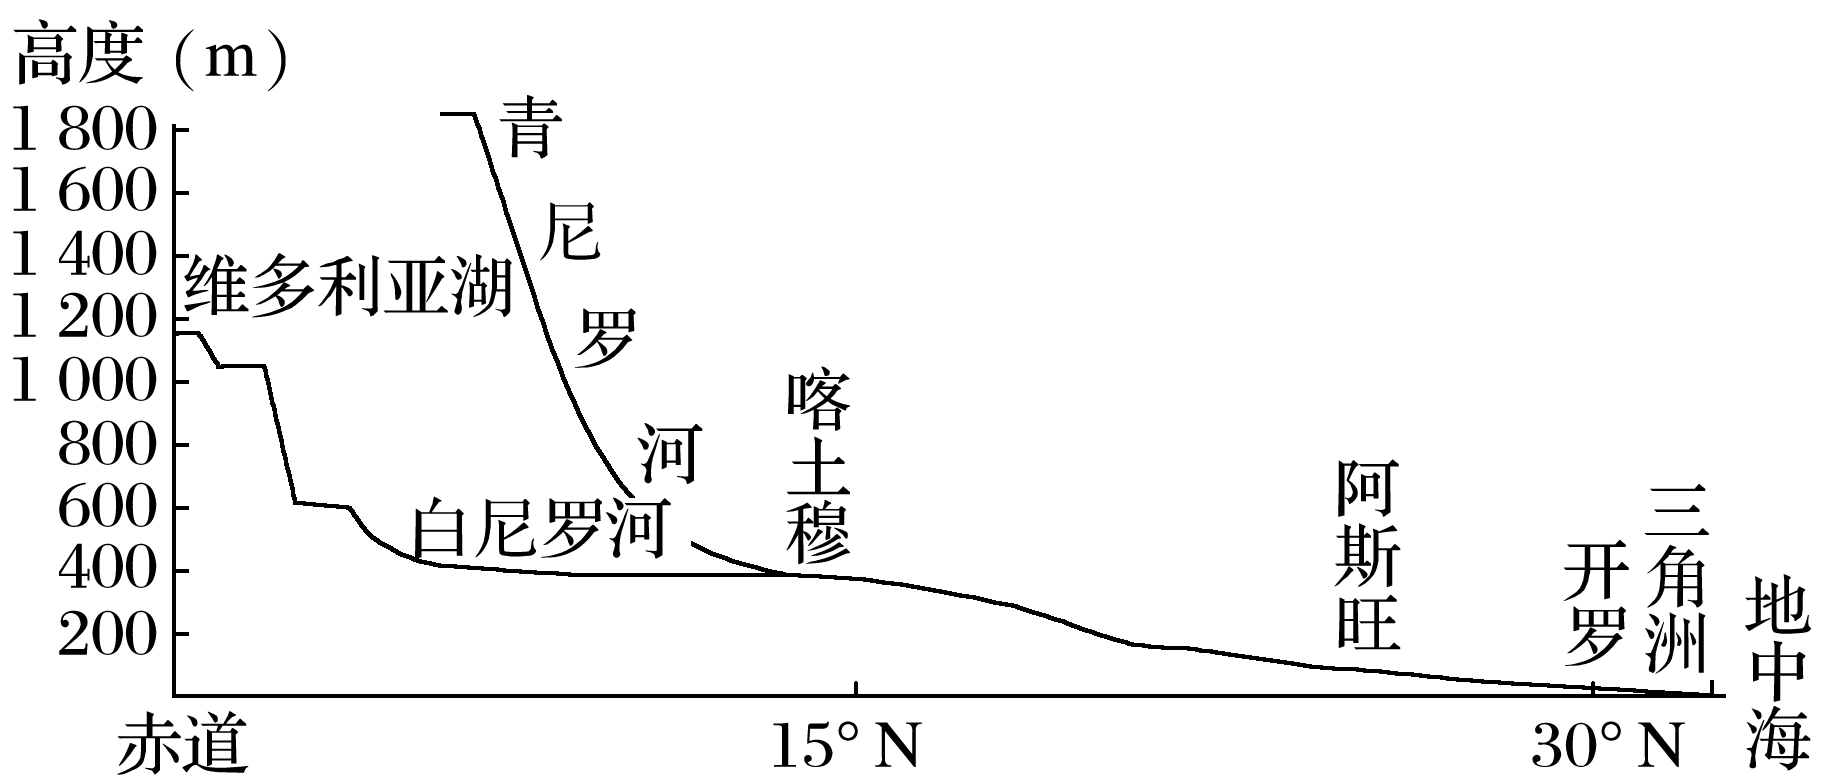 高度(m)
1 800
1 600
1 400
1 200
1 000
800
600
400
200
青尼罗河
维多利亚湖
白尼罗河
喀土穆
阿斯旺
开罗
三角洲
地中海
赤道
15° N
30° N